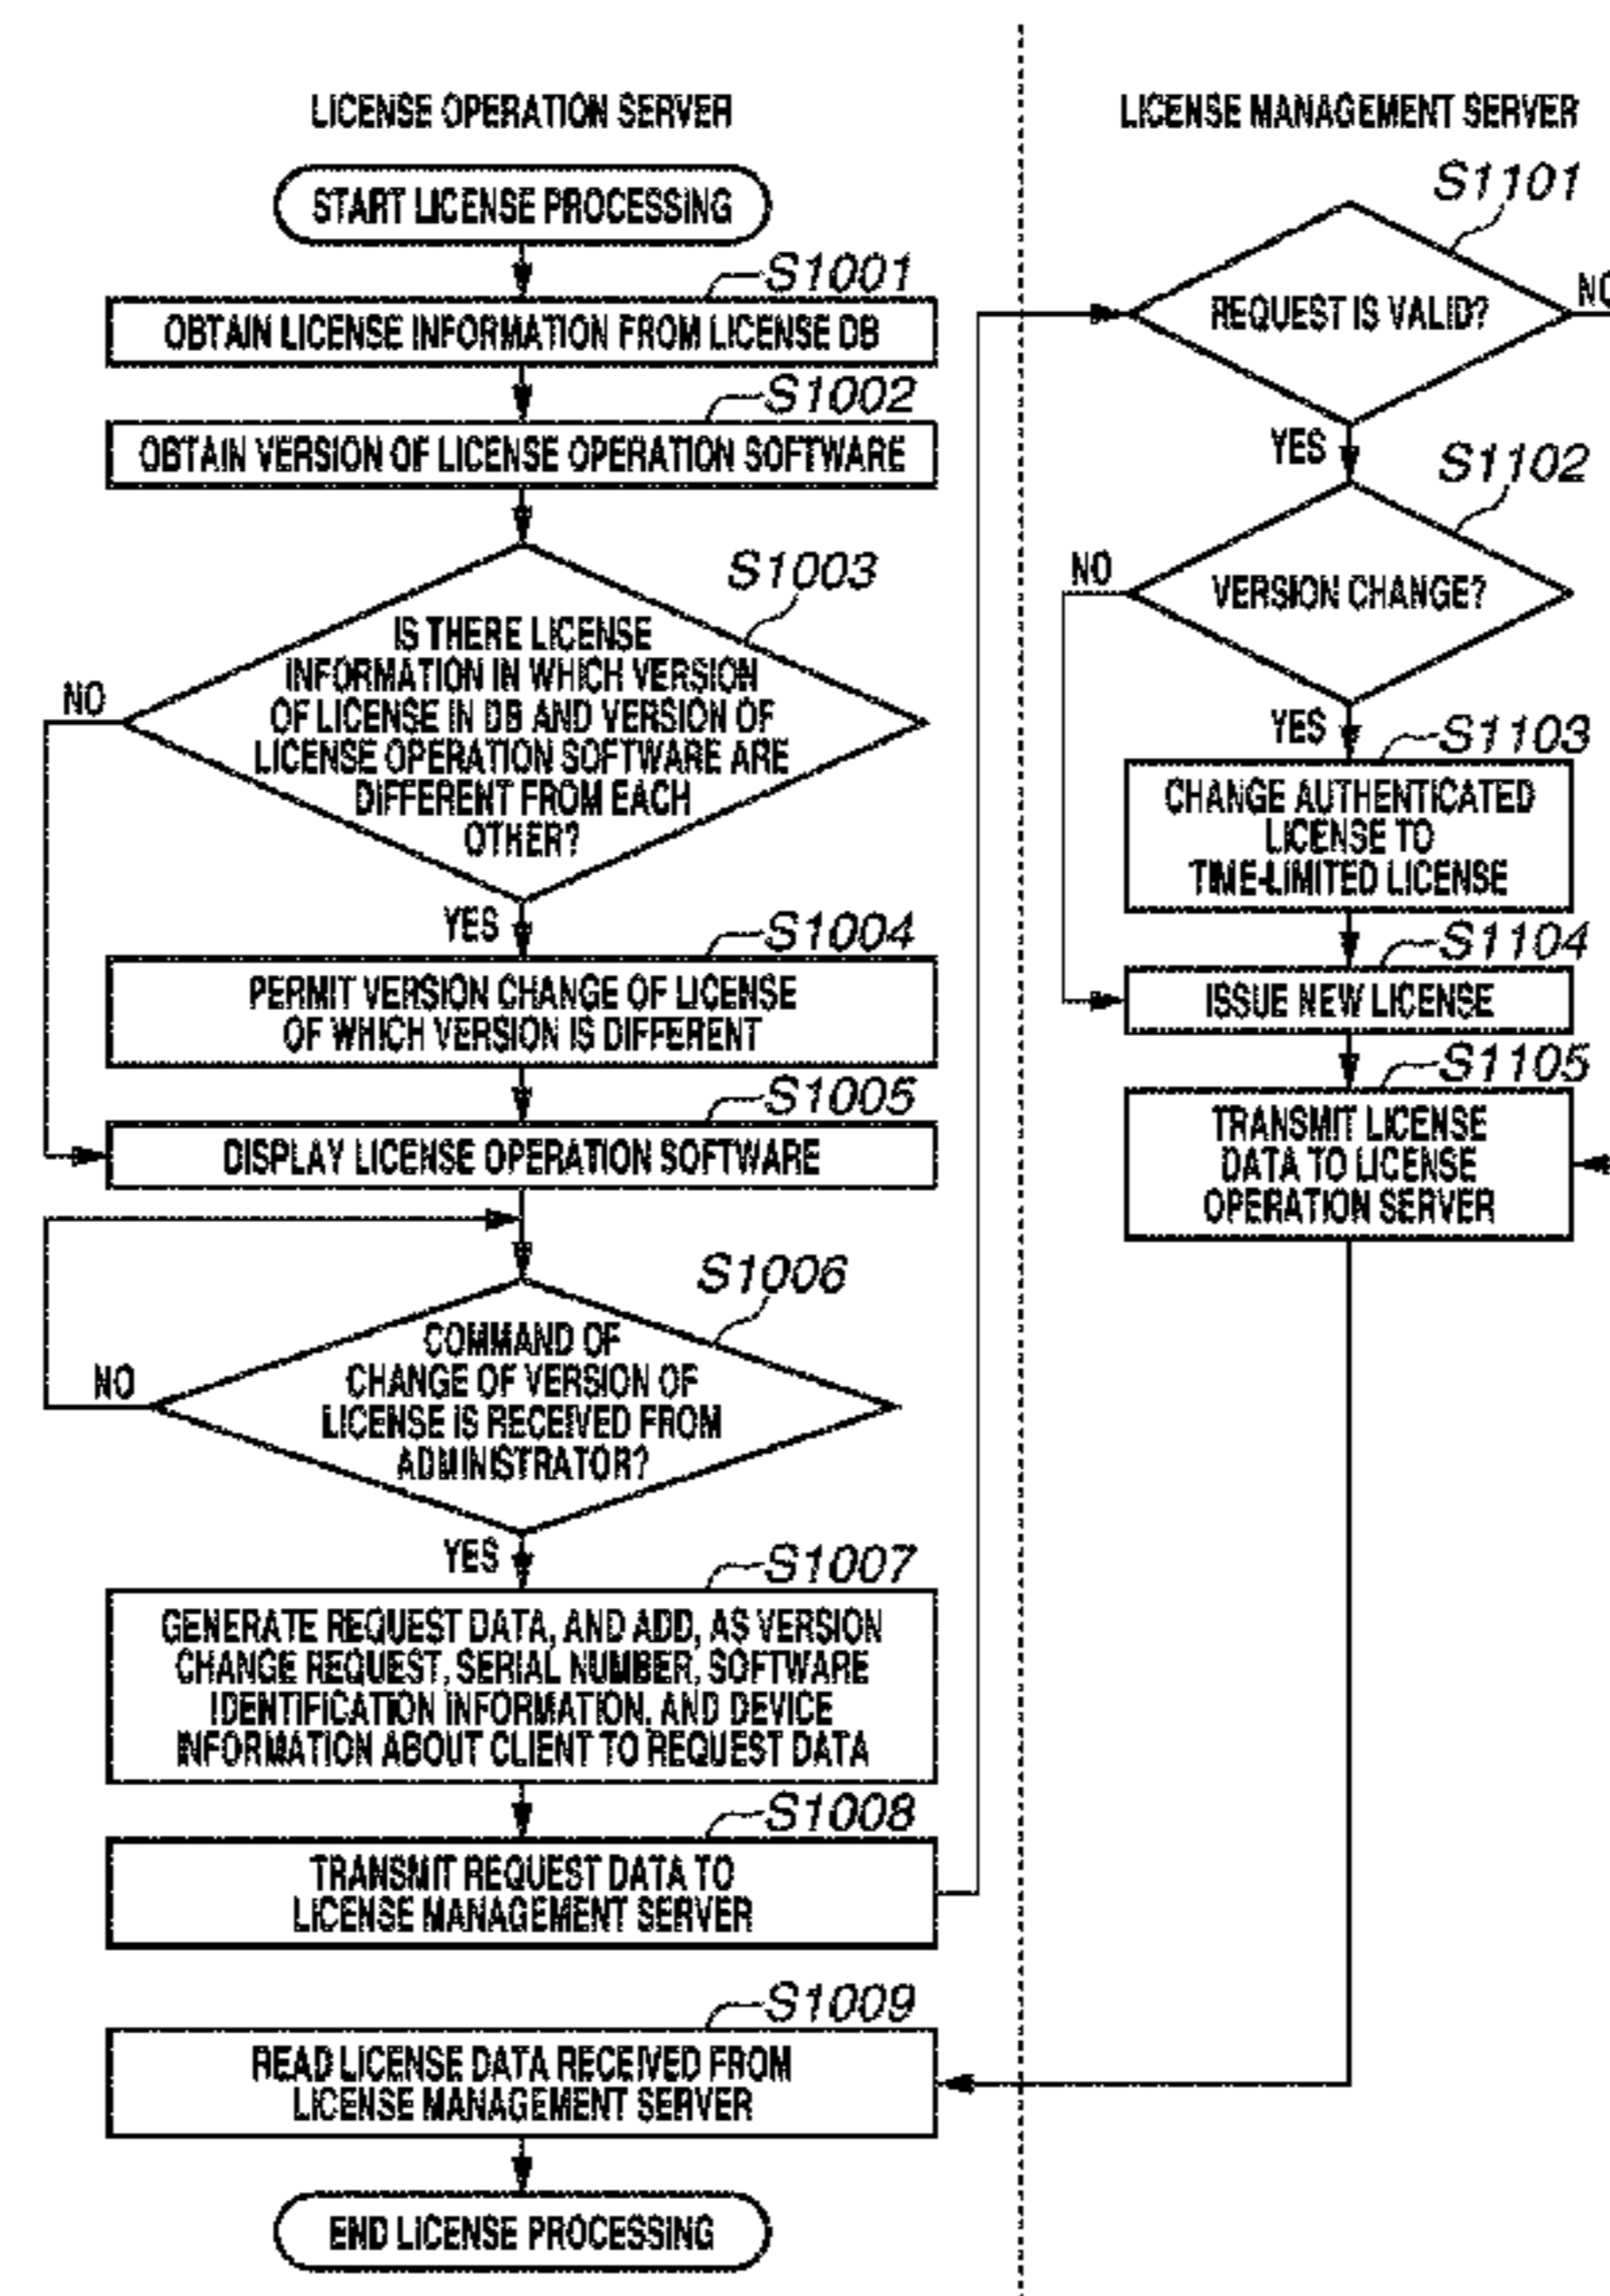 LICENSE OPERATION SERVER
START LICENSE PROCESSING
S1001
OBTAIN LICENSE INFORMATION FROM LICENSE DB
S1002
OBTAIN VERSION OF LICENSE OPERATION SOFTWARE
S1003
IS THERE LICENSE
INFORMATION IN WHICH VERSION
OF LICENSE IN DB AND VERSION OF
LICENSE OPERATION SOFTWARE ARE
DIFFERENT FROM EACH
OTHER?
NO
YES
S1004
PERMIT VERSION CHANGE OF LICENSE
OF WHICH VERSION IS DIFFERENT
S1005
DISPLAY LICENSE OPERATION SOFTWARE
S1006
COMMAND OF
CHANGE OF VERSION OF
LICENSE IS RECEIVED FROM
ADMINISTRATOR?
NO
YES
S1007
GENERATE REQUEST DATA, AND ADD, AS VERSION
CHANGE REQUEST, SERIAL NUMBER, SOFTWARE
IDENTIFICATION INFORMATION, AND DEVICE
INFORMATION ABOUT CLIENT TO REQUEST DATA
S1008
TRANSMIT REQUEST DATA TO
LICENSE MANAGEMENT SERVER
S1009
READ LICENSE DATA RECEIVED FROM
LICENSE MANAGEMENT SERVER
END LICENSE PROCESSING
LICENSE MANAGEMENT SERVER
S1101
REQUEST IS VALID?
NO
YES
S1102
VERSION CHANGE?
NO
YES
S1103
CHANGE AUTHENTICATED
LICENSE TO
TIME-LIMITED LICENSE
S1104
ISSUE NEW LICENSE
S1105
TRANSMIT LICENSE
DATA TO LICENSE
OPERATION SERVER